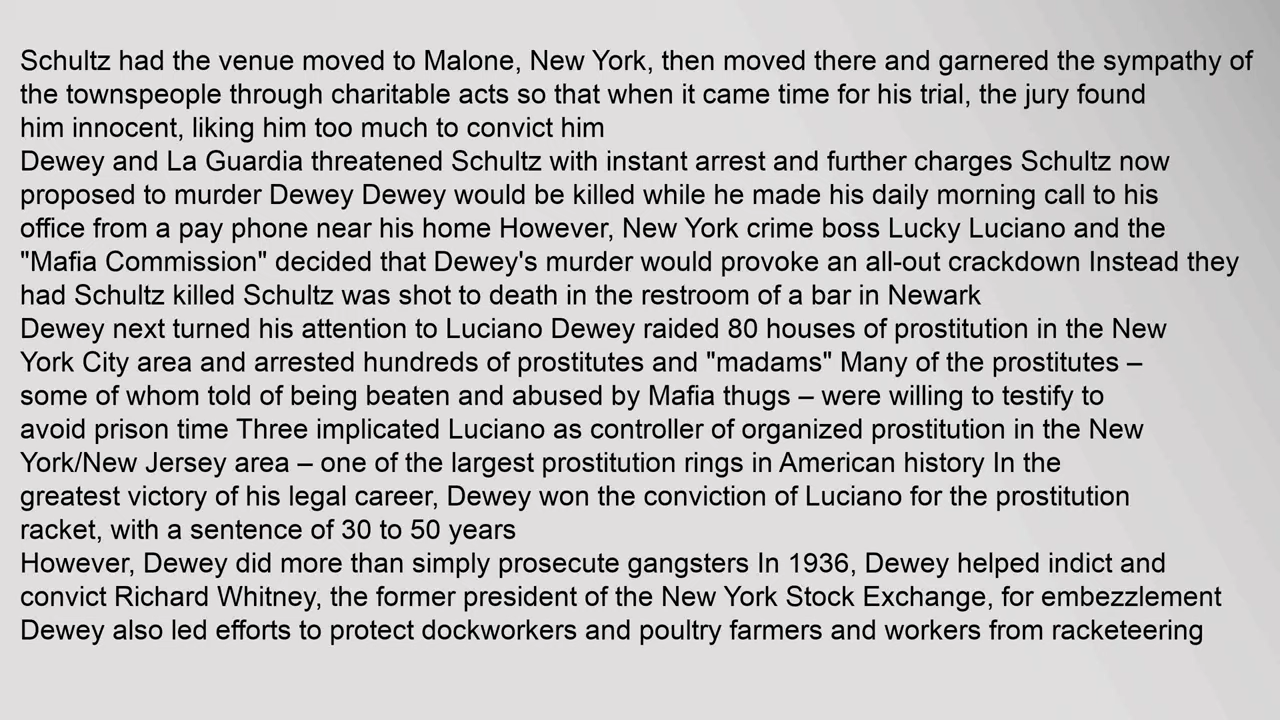 Schultz had the venue moved to Malone, New York, then moved there and garnered the sympathy of
the townspeople through charitable acts so that when it came time for his trial, the jury found
him innocent, liking him too much to convict him
Dewey and La Guardia threatened Schultz with instant arrest and further charges Schultz now
proposed to murder Dewey Dewey would be killed while he made his daily morning call to his
office from a pay phone near his home However, New York crime boss Lucky Luciano and the
"Mafia Commission" decided that Dewey's murder would provoke an all-out crackdown Instead they
had Schultz killed Schultz was shot to death in the restroom of a bar in Newark
Dewey next turned his attention to Luciano Dewey raided 80 houses of prostitution in the New
York City area and arrested hundreds of prostitutes and "madams" Many of the prostitutes –
some of whom told of being beaten and abused by Mafia thugs – were willing to testify to
avoid prison time Three implicated Luciano as controller of organized prostitution in the New
York/New Jersey area – one of the largest prostitution rings in American history In the
greatest victory of his legal career, Dewey won the conviction of Luciano for the prostitution
racket, with a sentence of 30 to 50 years
However, Dewey did more than simply prosecute gangsters In 1936, Dewey helped indict and
convict Richard Whitney, the former president of the New York Stock Exchange, for embezzlement
Dewey also led efforts to protect dockworkers and poultry farmers and workers from racketeering